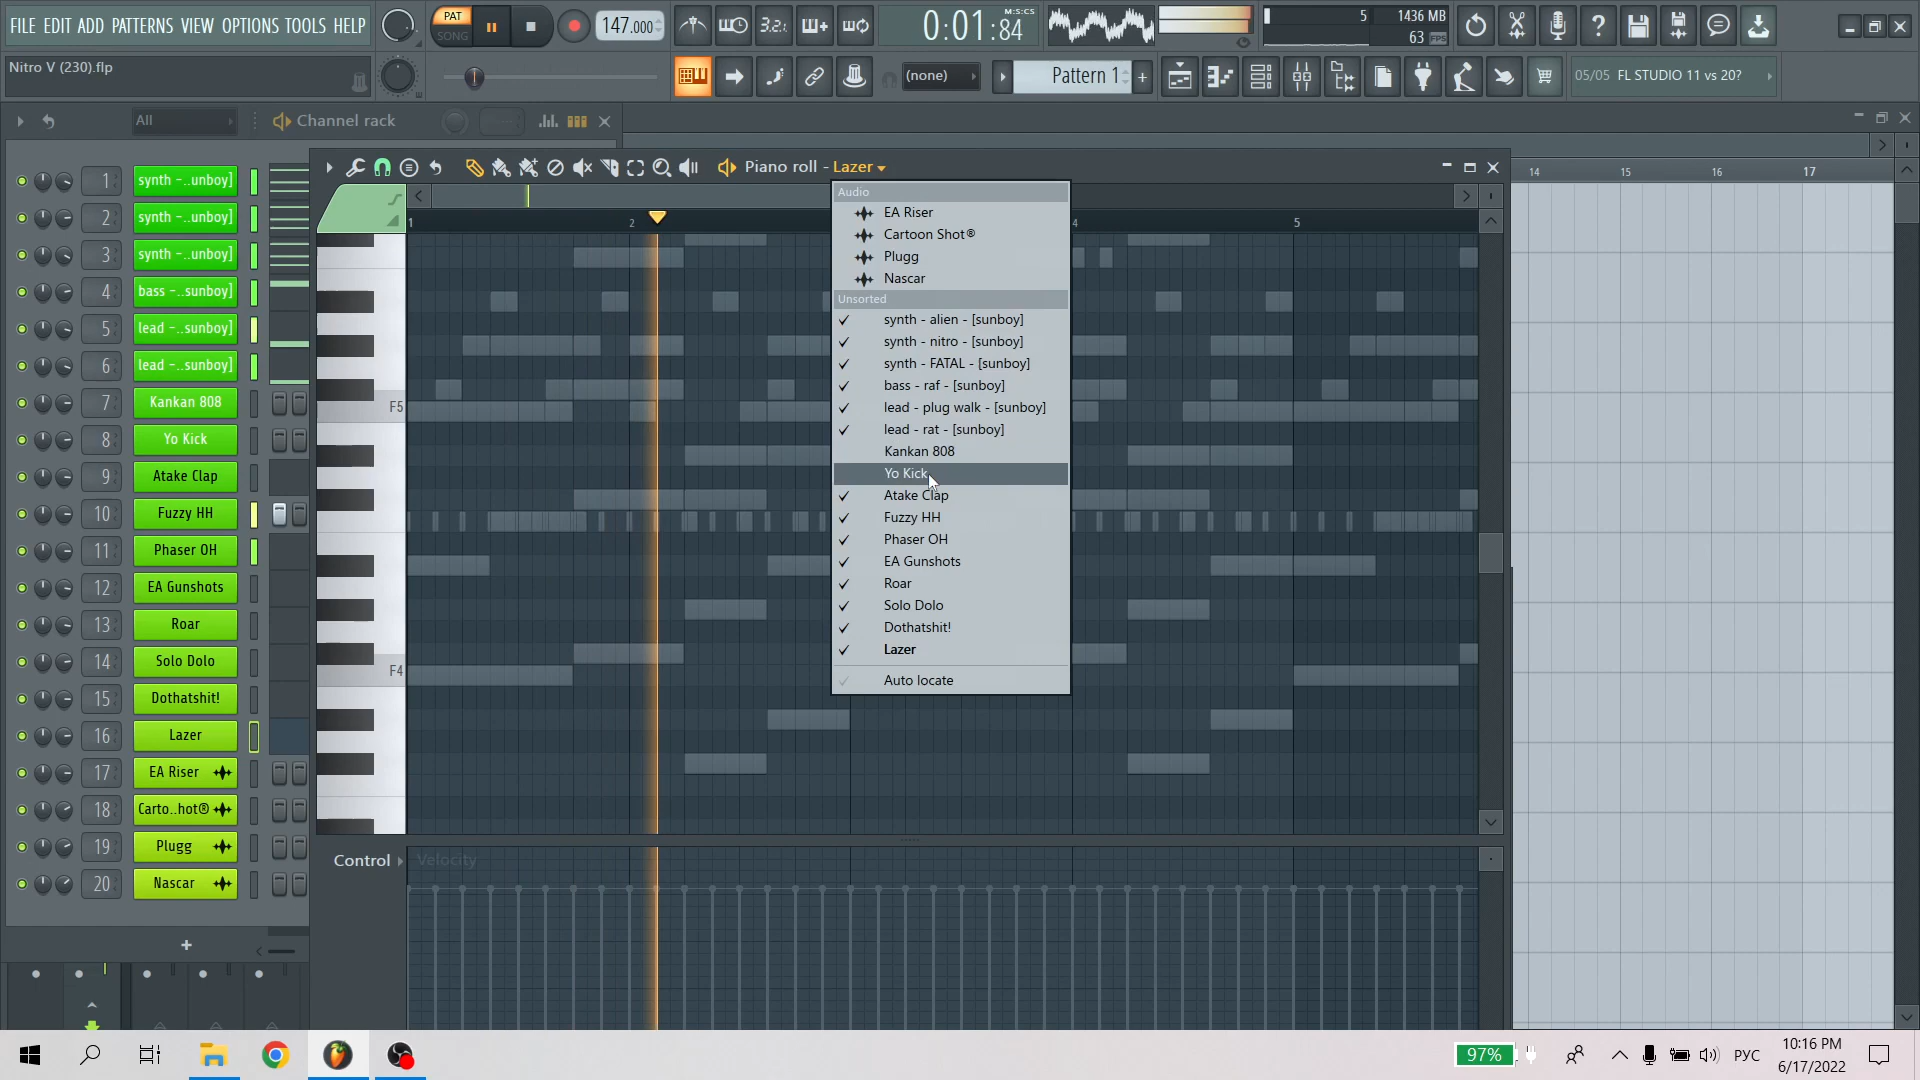 FILE EDIT ADD PATTERNS VIEW OPTIONS TOOLS HELP
PAT
SONG
147.000
3.2.
0:01:84
M:S:CS
5
1436 MB
63
Nitro V (230).flp
(none)
Pattern 1
+
05/05 FL STUDIO 11 vs 20?
All
Channel rack
Piano roll - Lazer
1 synth -..unboy]
2 synth -..unboy]
3 synth -..unboy]
4 bass -..sunboy]
5 lead -..sunboy]
6 lead -..sunboy]
7 Kankan 808
8 Yo Kick
9 Atake Clap
10 Fuzzy HH
11 Phaser OH
12 EA Gunshots
13 Roar
14 Solo Dolo
15 Dothatshit!
16 Lazer
17 EA Riser
18 Carto..hot®
19 Plugg
20 Nascar
+
1
2
4
5
14
15
16
17
F5
F4
Audio
EA Riser
Cartoon Shot®
Plugg
Nascar
Unsorted
synth - alien - [sunboy]
synth - nitro - [sunboy]
synth - FATAL - [sunboy]
bass - raf - [sunboy]
lead - plug walk - [sunboy]
lead - rat - [sunboy]
Kankan 808
Yo Kick
Atake Clap
Fuzzy HH
Phaser OH
EA Gunshots
Roar
Solo Dolo
Dothatshit!
Lazer
Auto locate
Control
Velocity
97%
РУС
10:16 PM
6/17/2022